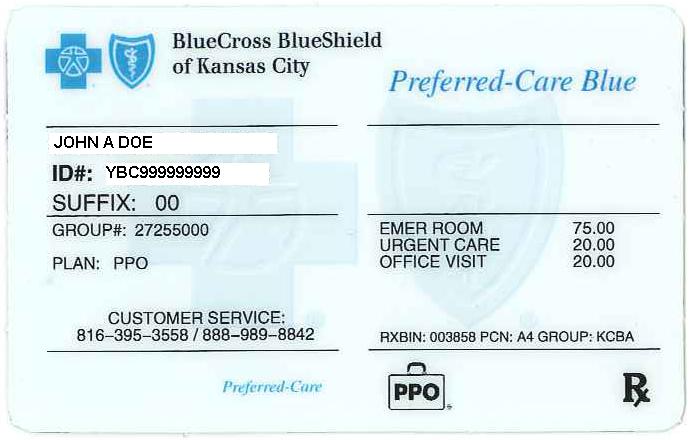 BlueCross BlueShield
of Kansas City
Preferred-Care Blue
JOHN A DOE
ID#: YBC999999999
SUFFIX: 00
GROUP#: 27255000
PLAN: PPO
EMER ROOM 75.00
URGENT CARE 20.00
OFFICE VISIT 20.00
CUSTOMER SERVICE:
816-395-3558 / 888-989-8842
RXBIN: 003858 PCN: A4 GROUP: KCBA
Preferred-Care
PPO
Rx